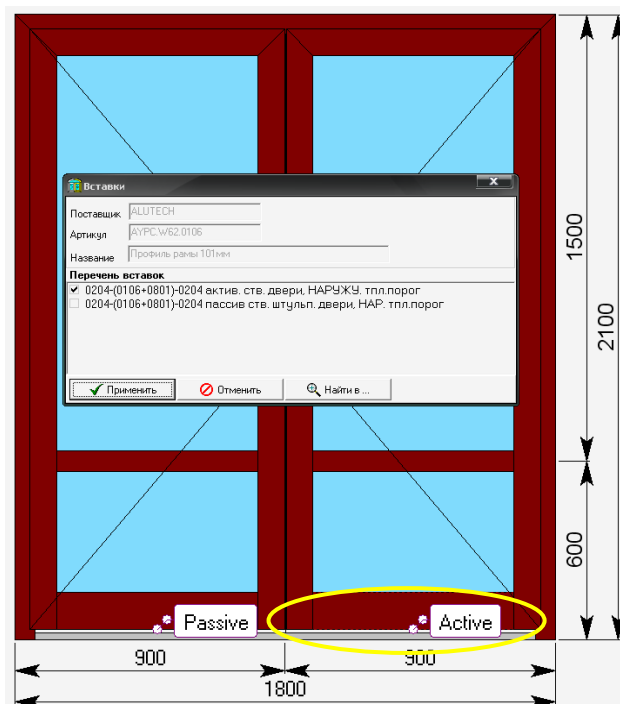 Вставки
x
Поставщик ALUTECH
Артикул AYPC.W62.0106
Название Профиль рамы 101мм
Перечень вставок
0204-(0106+0801)-0204 актив. ств. двери, НАРУЖУ. тпл.порог
0204-(0106+0801)-0204 пассив ств. штульп. двери, НАР. тпл.порог
Применить Отменить Найти в ...
1500
2100
600
Passive Active
900 900
1800